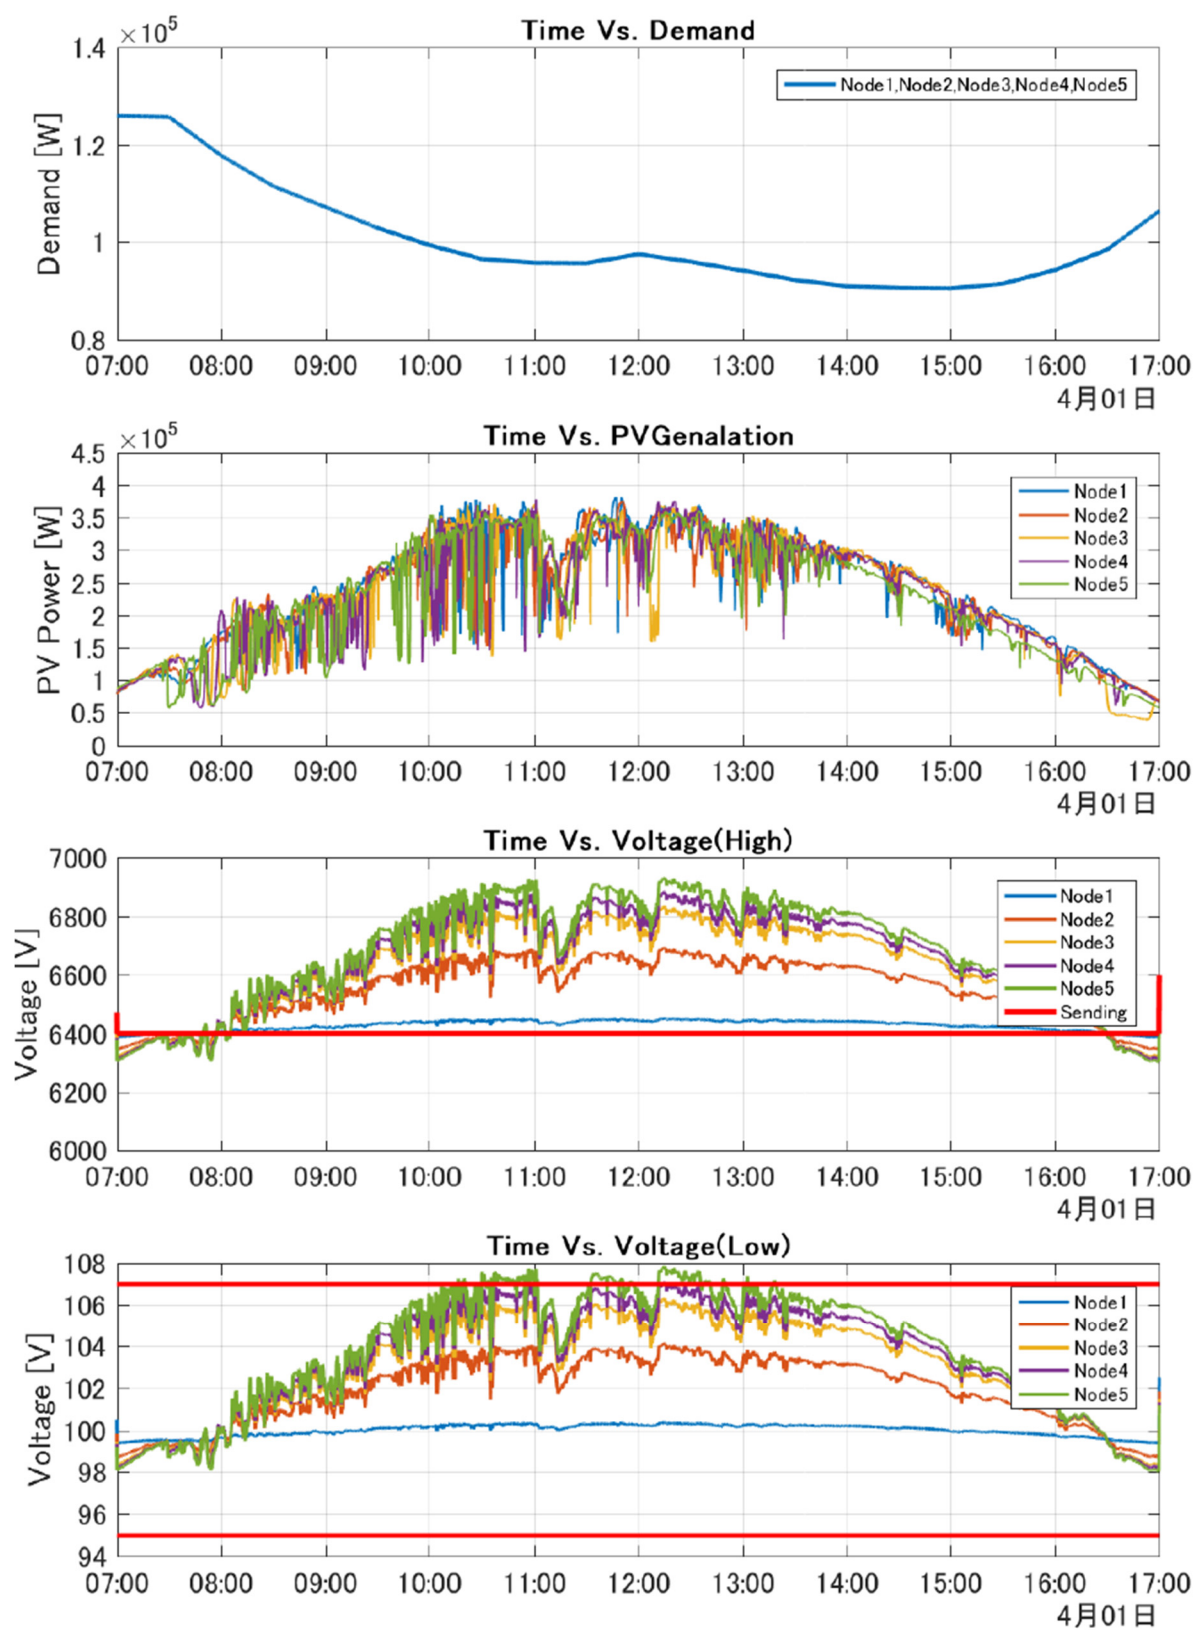 Time Vs. Demand
×10⁵
1.4
1.2
1
0.8
Demand [W]
Node1,Node2,Node3,Node4,Node5
07:00 08:00 09:00 10:00 11:00 12:00 13:00 14:00 15:00 16:00 17:00
4月01日
Time Vs. PVGenalation
×10⁵
4.5
4
3.5
3
2.5
2
1.5
1
0.5
0
PV Power [W]
Node1
Node2
Node3
Node4
Node5
07:00 08:00 09:00 10:00 11:00 12:00 13:00 14:00 15:00 16:00 17:00
4月01日
Time Vs. Voltage(High)
7000
6800
6600
6400
6200
6000
Voltage [V]
Node1
Node2
Node3
Node4
Node5
Sending
07:00 08:00 09:00 10:00 11:00 12:00 13:00 14:00 15:00 16:00 17:00
4月01日
Time Vs. Voltage(Low)
108
106
104
102
100
98
96
94
Voltage [V]
Node1
Node2
Node3
Node4
Node5
07:00 08:00 09:00 10:00 11:00 12:00 13:00 14:00 15:00 16:00 17:00
4月01日